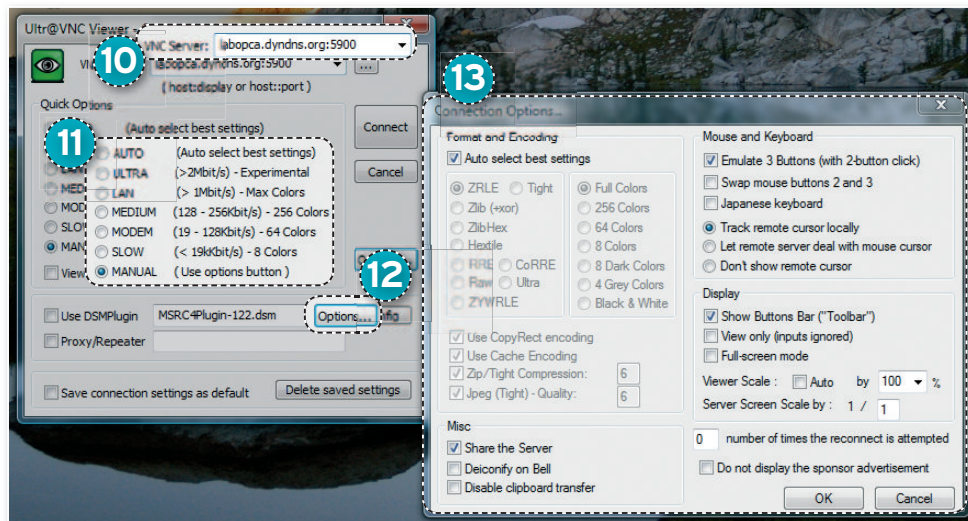 Ultr@VNC Viewer -
10
VNC Server: labopca.dyndns.org:5900
labopca.dyndns.org:5900
...
( host:display or host::port )
Quick Options
11
(Auto select best settings)
AUTO (Auto select best settings)
ULTRA (>2Mbit/s) - Experimental
LAN (> 1Mbit/s) - Max Colors
MEDIUM (128 - 256Kbit/s) - 256 Colors
MODEM (19 - 128Kbit/s) - 64 Colors
SLOW (< 19kKbit/s) - 8 Colors
MANUAL (Use options button )
MED
MOD
SLO
MAN
View
Connect
Cancel
12
Use DSMPlugin MSRC4Plugin-122.dsm Options...
Proxy/Repeater
Save connection settings as default Delete saved settings
13
Connection Options...
X
Format and Encoding
Auto select best settings
ZRLE Tight Full Colors
Zlib (+xor) 256 Colors
ZlibHex 64 Colors
Hextile 8 Colors
RRE CoRRE 8 Dark Colors
Raw Ultra 4 Grey Colors
ZYWRLE Black & White
Use CopyRect encoding
Use Cache Encoding
Zip/Tight Compression: 6
Jpeg (Tight) - Quality: 6
Misc
Share the Server
Deiconify on Bell
Disable clipboard transfer
Mouse and Keyboard
Emulate 3 Buttons (with 2-button click)
Swap mouse buttons 2 and 3
Japanese keyboard
Track remote cursor locally
Let remote server deal with mouse cursor
Don't show remote cursor
Display
Show Buttons Bar ("Toolbar")
View only (inputs ignored)
Full-screen mode
Viewer Scale : Auto by 100 %
Server Screen Scale by : 1 / 1
0 number of times the reconnect is attempted
Do not display the sponsor advertisement
OK Cancel